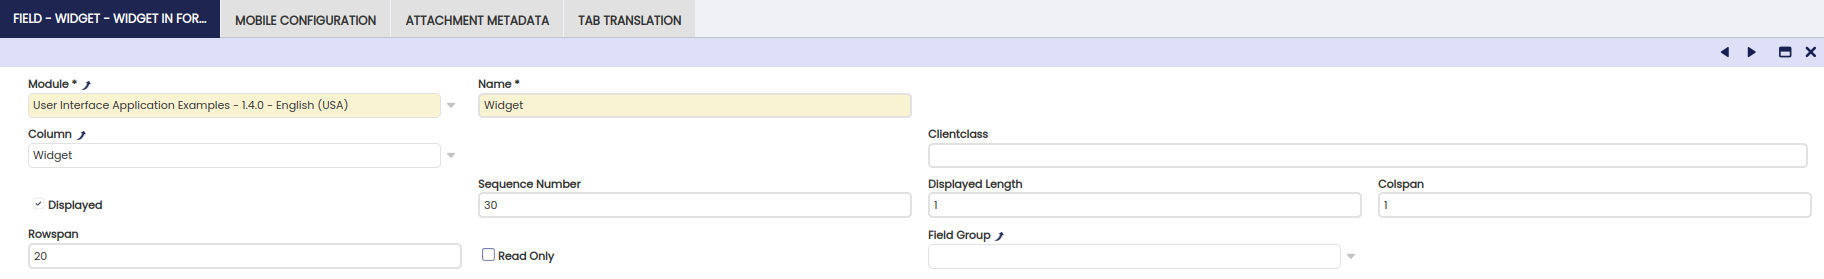 FIELD - WIDGET - WIDGET IN FOR...
MOBILE CONFIGURATION
ATTACHMENT METADATA
TAB TRANSLATION
Module *
Name *
User Interface Application Examples - 1.4.0 - English (USA)
Widget
Column
Clientclass
Widget
Sequence Number
Displayed Length
Colspan
Displayed
30
1
1
Rowspan
Field Group
20
Read Only